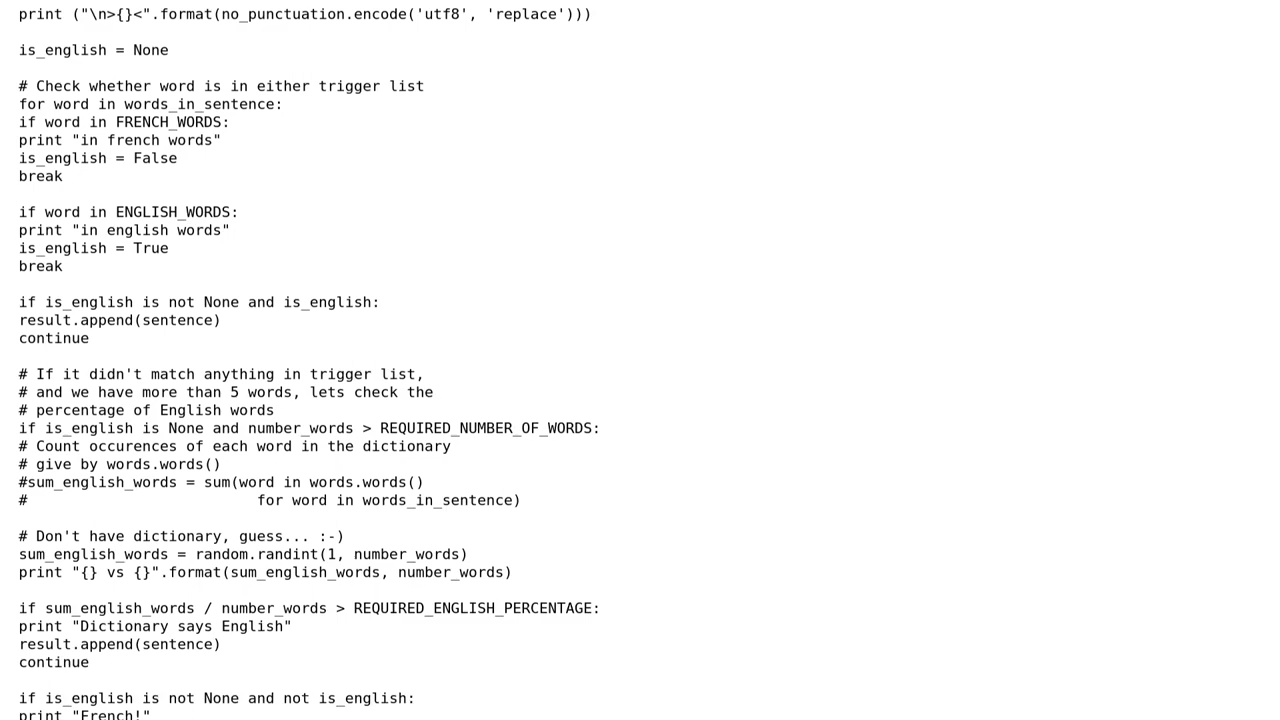 print ("\n>{}<".format(no_punctuation.encode('utf8', 'replace')))
is_english = None
# Check whether word is in either trigger list
for word in words_in_sentence:
if word in FRENCH_WORDS:
print "in french words"
is_english = False
break
if word in ENGLISH_WORDS:
print "in english words"
is_english = True
break
if is_english is not None and is_english:
result.append(sentence)
continue
# If it didn't match anything in trigger list,
# and we have more than 5 words, lets check the
# percentage of English words
if is_english is None and number_words > REQUIRED_NUMBER_OF_WORDS:
# Count occurences of each word in the dictionary
# give by words.words()
#sum_english_words = sum(word in words.words()
#                          for word in words_in_sentence)
# Don't have dictionary, guess... :-)
sum_english_words = random.randint(1, number_words)
print "{} vs {}".format(sum_english_words, number_words)
if sum_english_words / number_words > REQUIRED_ENGLISH_PERCENTAGE:
print "Dictionary says English"
result.append(sentence)
continue
if is_english is not None and not is_english:
print "French!"